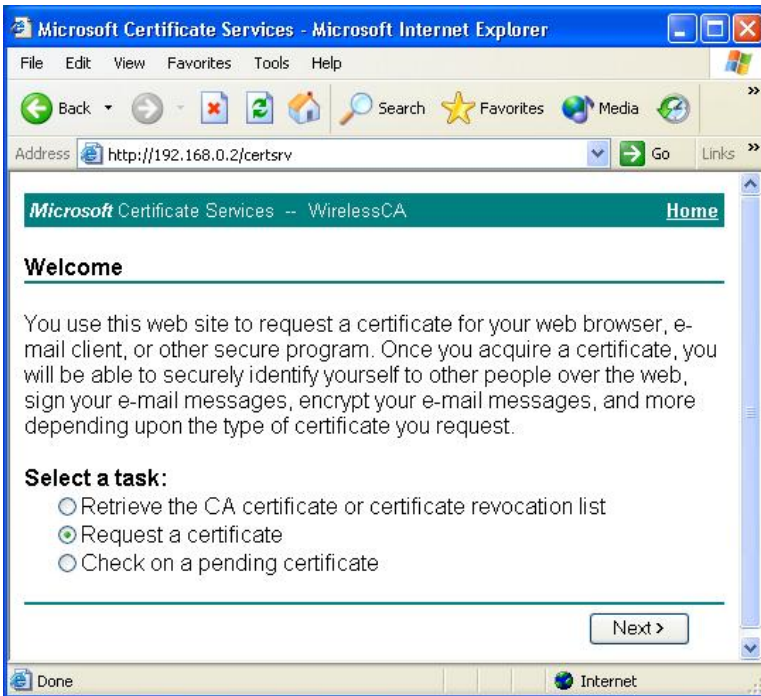 Microsoft Certificate Services - Microsoft Internet Explorer
File Edit View Favorites Tools Help
Back Search Favorites Media »
Address http://192.168.0.2/certsrv Go Links »
Microsoft Certificate Services -- WirelessCA Home
Welcome
You use this web site to request a certificate for your web browser, e-
mail client, or other secure program. Once you acquire a certificate, you
will be able to securely identify yourself to other people over the web,
sign your e-mail messages, encrypt your e-mail messages, and more
depending upon the type of certificate you request.
Select a task:
Retrieve the CA certificate or certificate revocation list
Request a certificate
Check on a pending certificate
Next >
Done Internet